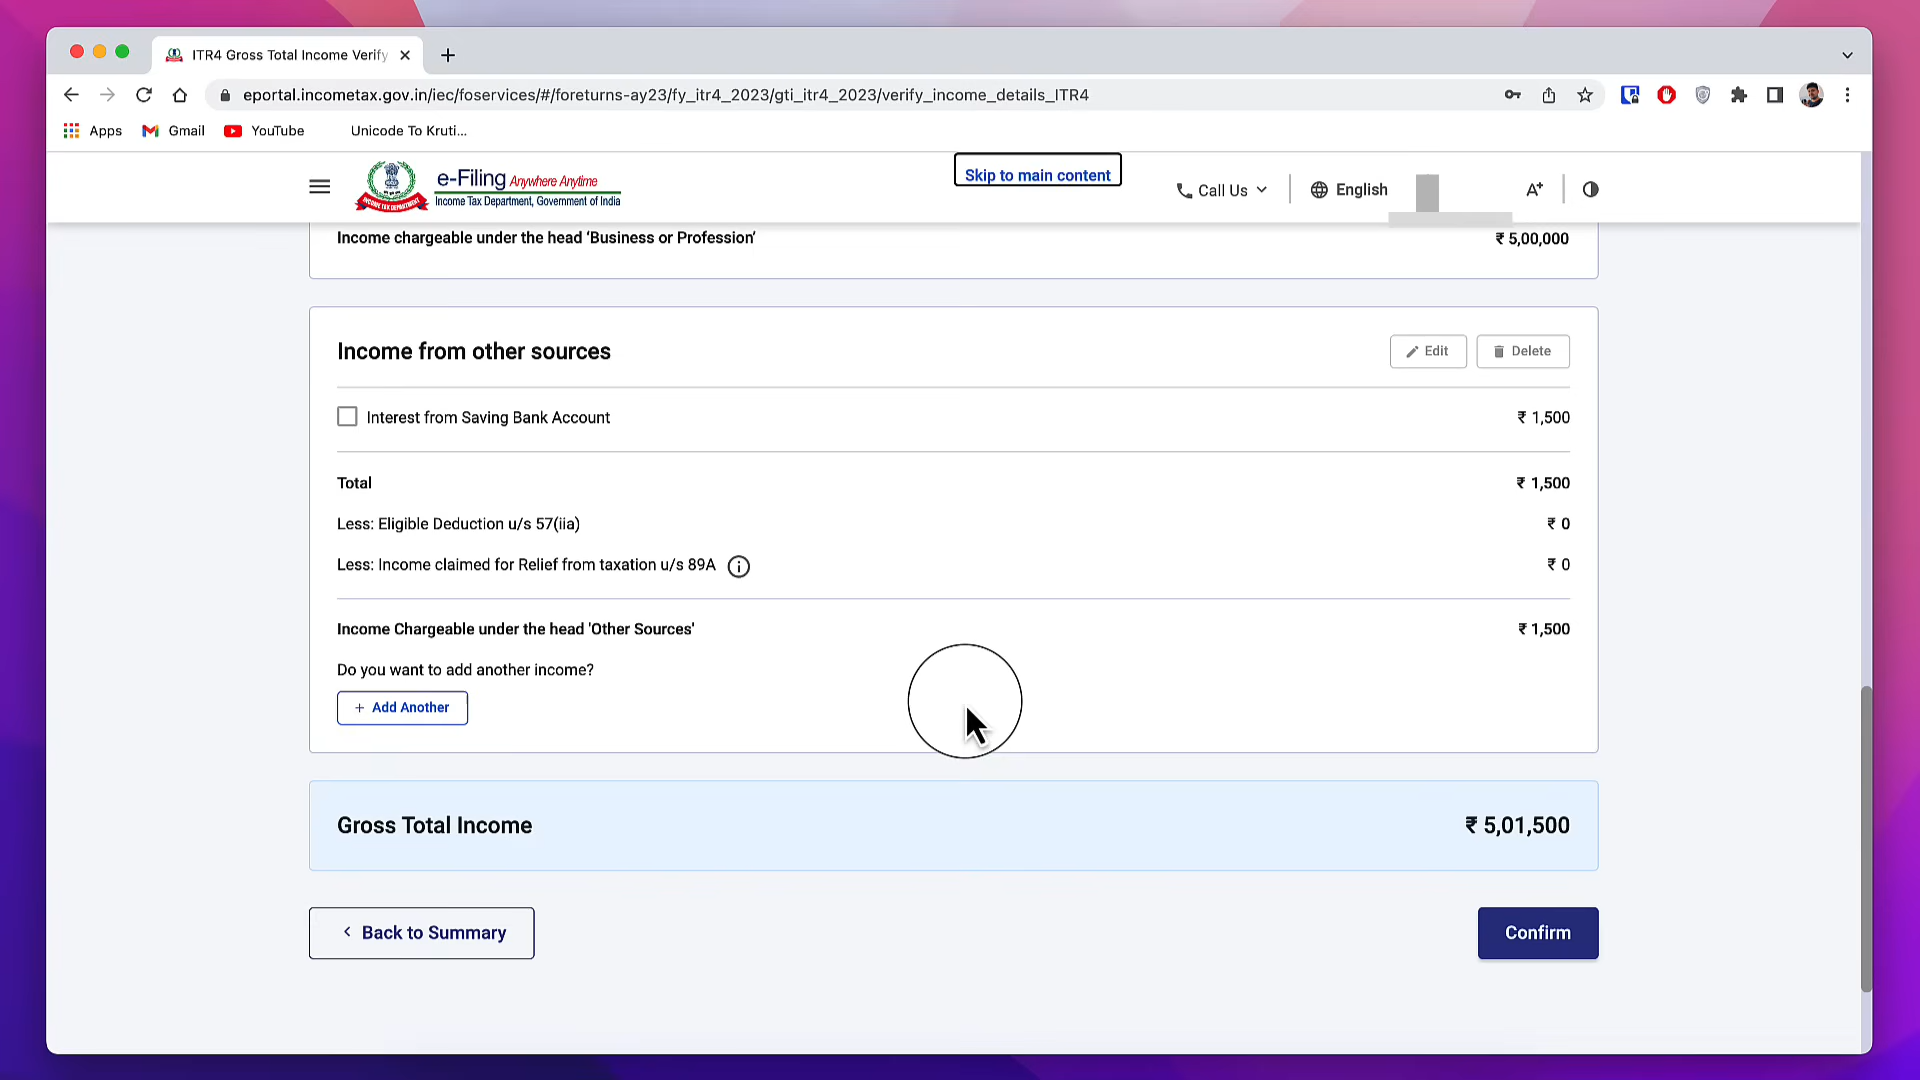 ITR4 Gross Total Income Verify
eportal.incometax.gov.in/iec/foservices/#/foreturns-ay23/fy_itr4_2023/gti_itr4_2023/verify_income_details_ITR4
Apps Gmail YouTube Unicode To Kruti...
e-Filing Anywhere Anytime
Income Tax Department, Government of India
INCOME TAX DEPARTMENT
Skip to main content
Call Us English A+
Income chargeable under the head ‘Business or Profession’ ₹ 5,00,000
Income from other sources Edit Delete
Interest from Saving Bank Account ₹ 1,500
Total ₹ 1,500
Less: Eligible Deduction u/s 57(iia) ₹ 0
Less: Income claimed for Relief from taxation u/s 89A ₹ 0
Income Chargeable under the head 'Other Sources' ₹ 1,500
Do you want to add another income?
+ Add Another
Gross Total Income ₹ 5,01,500
< Back to Summary Confirm